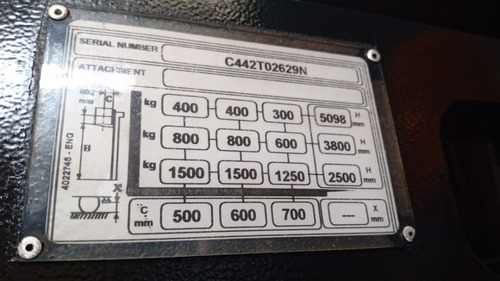 SERIAL NUMBER C442T02629N
ATTACHMENT
kg 400 400 300 5098 H mm
kg 800 800 600 3800 H mm
kg 1500 1500 1250 2500 H mm
"C" mm 500 600 700 --- X mm
C
H
X
4022746 - ENG